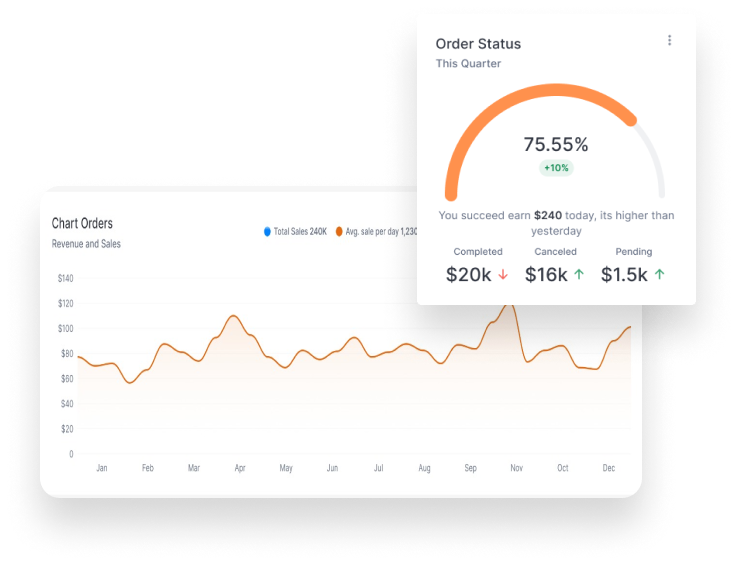 Order Status
This Quarter
75.55%
+10%
You succeed earn $240 today, its higher than
yesterday
Completed Canceled Pending
$20k $16k $1.5k
Chart Orders
Revenue and Sales
Total Sales 240K Avg. sale per day 1,230
$140
$120
$100
$80
$60
$40
$20
0
Jan Feb Mar Apr May Jun Jul Aug Sep Nov Oct Dec